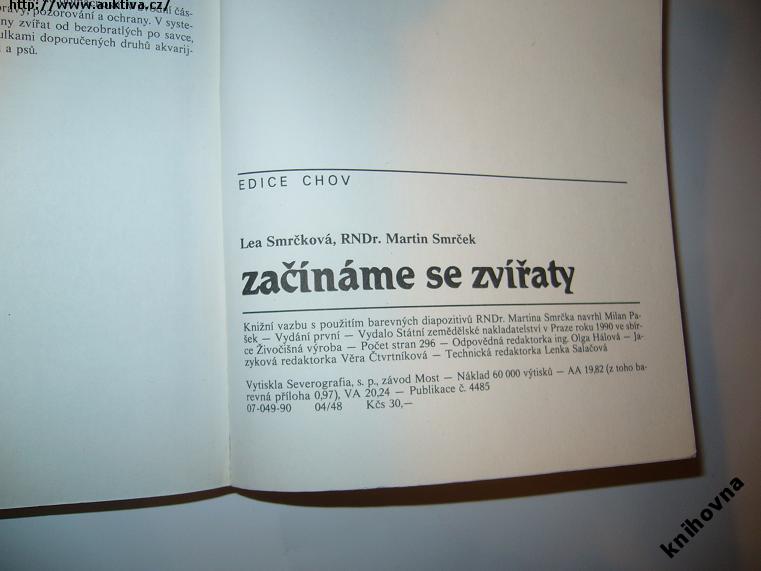 http://www.auktiva.cz/
pozorování a ochrany. V syste-
ny zvířat od bezobratlých po savce,
ulkami doporučených druhů akvarij-
a psů.
EDICE CHOV
Lea Smrčková, RNDr. Martin Smrček
začínáme se zvířaty
Knižní vazbu s použitím barevných diapozitivů RNDr. Martina Smrčka navrhl Milan Pa-
šek — Vydání první — Vydalo Státní zemědělské nakladatelství v Praze roku 1990 ve sbír-
ce Živočišná výroba — Počet stran 296 — Odpovědná redaktorka ing. Olga Hálová — Ja-
zyková redaktorka Věra Čtvrtníková — Technická redaktorka Lenka Salačová
Vytiskla Severografia, s. p., závod Most — Náklad 60 000 výtisků — AA 19,82 (z toho ba-
revná příloha 0,97), VA 20,24 — Publikace č. 4485
07-049-90 04/48 Kčs 30,—
knihovna